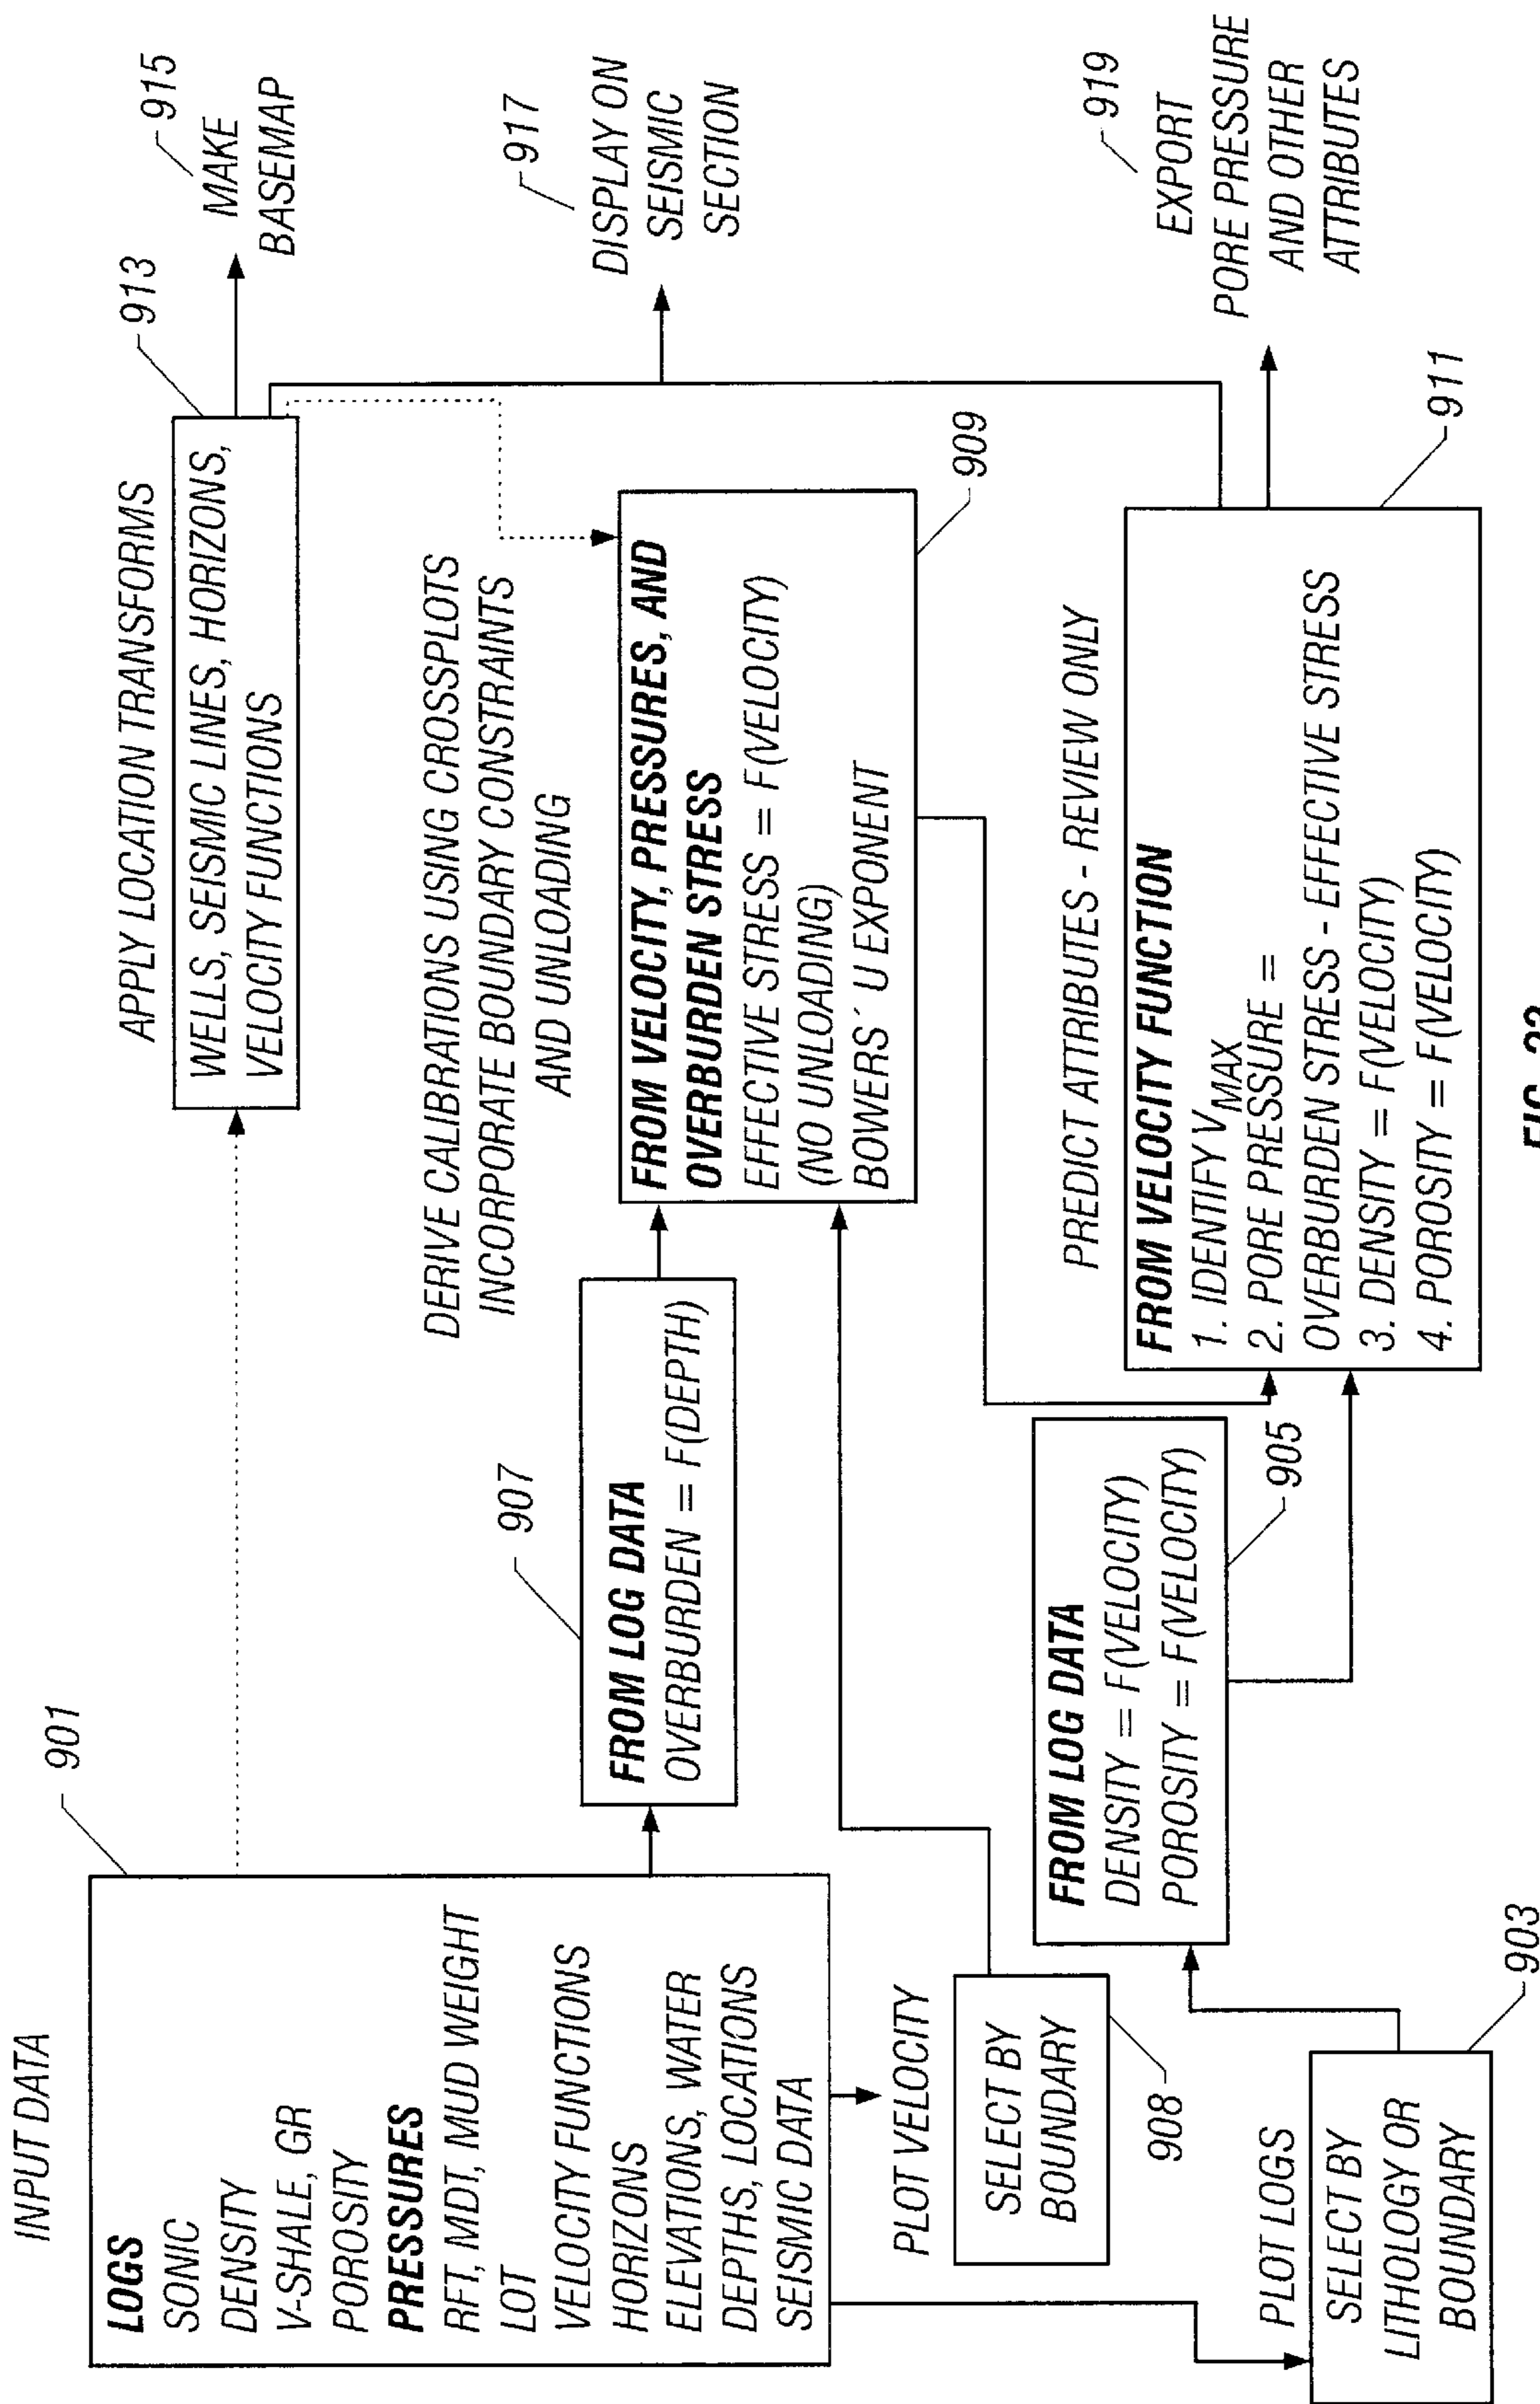 INPUT DATA
901
LOGS
SONIC
DENSITY
V-SHALE, GR
POROSITY
PRESSURES
RFT, MDT, MUD WEIGHT
LOT
VELOCITY FUNCTIONS
HORIZONS
ELEVATIONS, WATER
DEPTHS, LOCATIONS
SEISMIC DATA
PLOT VELOCITY
SELECT BY
BOUNDARY
908
PLOT LOGS
SELECT BY
LITHOLOGY OR
BOUNDARY
903
907
FROM LOG DATA
OVERBURDEN = F(DEPTH)
FROM LOG DATA
DENSITY = F(VELOCITY)
POROSITY = F(VELOCITY)
905
APPLY LOCATION TRANSFORMS
913
WELLS, SEISMIC LINES, HORIZONS,
VELOCITY FUNCTIONS
DERIVE CALIBRATIONS USING CROSSPLOTS
INCORPORATE BOUNDARY CONSTRAINTS
AND UNLOADING
FROM VELOCITY, PRESSURES, AND
OVERBURDEN STRESS
EFFECTIVE STRESS = F(VELOCITY)
(NO UNLOADING)
BOWERS´ U EXPONENT
909
PREDICT ATTRIBUTES - REVIEW ONLY
FROM VELOCITY FUNCTION
1. IDENTIFY VMAX
2. PORE PRESSURE =
OVERBURDEN STRESS - EFFECTIVE STRESS
3. DENSITY = F(VELOCITY)
4. POROSITY = F(VELOCITY)
911
915
MAKE
BASEMAP
917
DISPLAY ON
SEISMIC
SECTION
919
EXPORT
PORE PRESSURE
AND OTHER
ATTRIBUTES